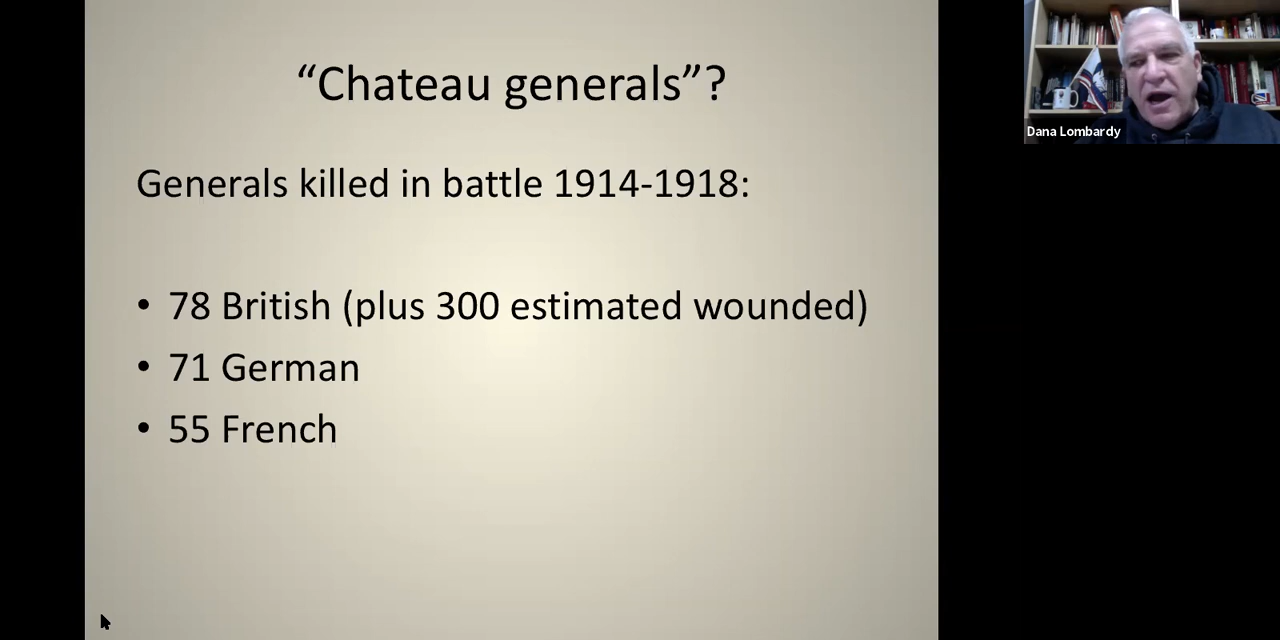 “Chateau generals”?
Generals killed in battle 1914-1918:
• 78 British (plus 300 estimated wounded)
• 71 German
• 55 French
Dana Lombardy